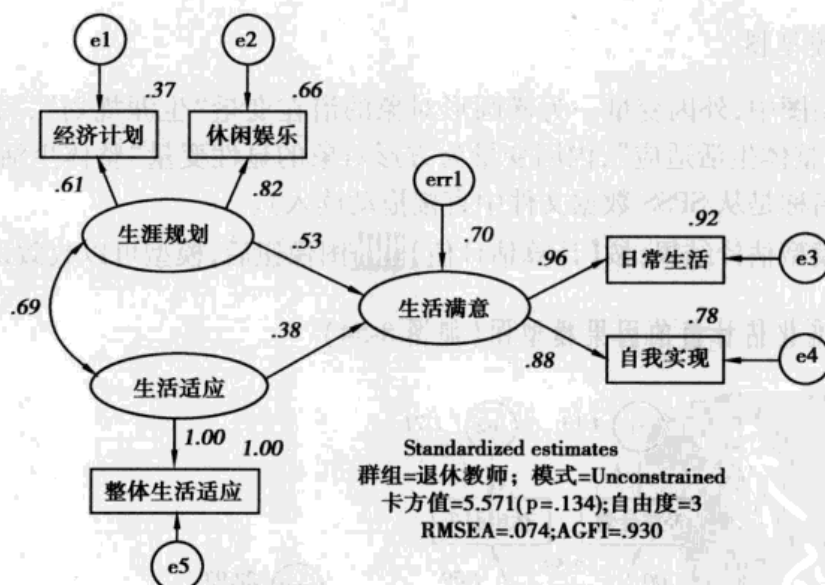 e1
e2
.37
.66
经济计划
休闲娱乐
.61
.82
err1
生涯规划
.53
.70
.92
.96
日常生活
e3
.69
生活满意
.38
.78
生活适应
.88
自我实现
e4
1.00
1.00
整体生活适应
e5
Standardized estimates
群组=退休教师；模式=Unconstrained
卡方值=5.571(p=.134);自由度=3
RMSEA=.074;AGFI=.930